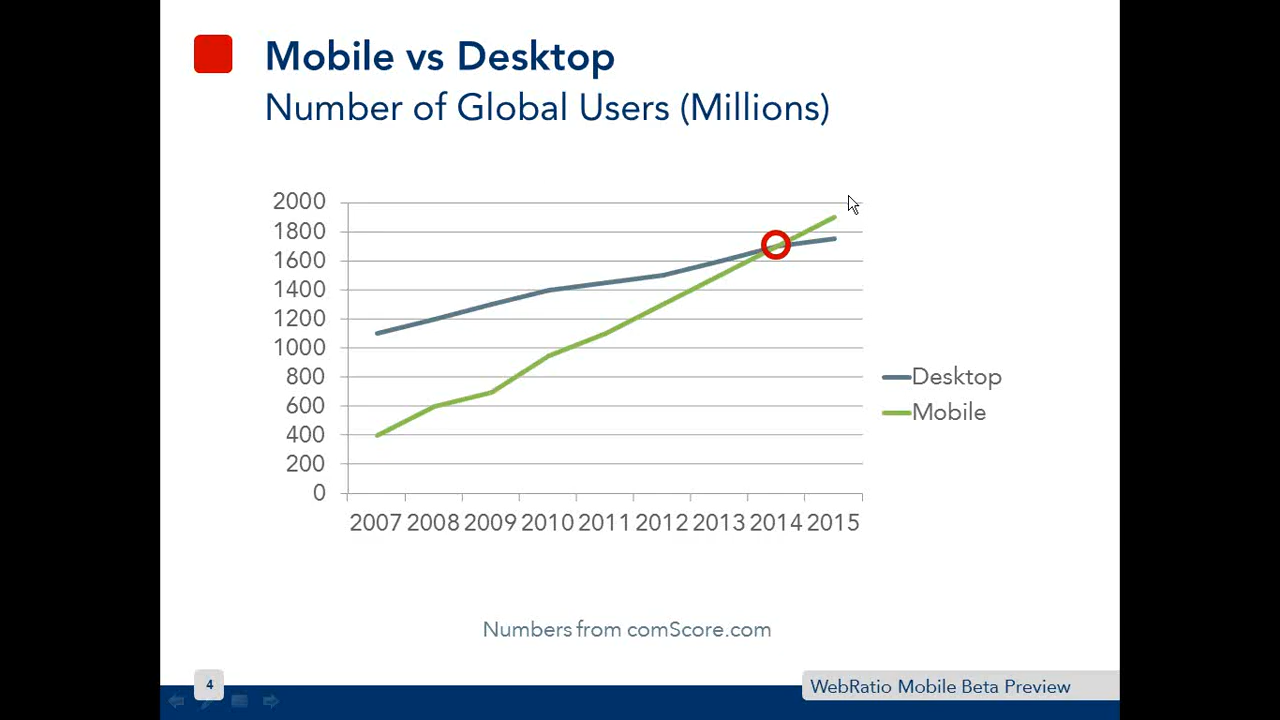 Mobile vs Desktop
Number of Global Users (Millions)
2000
1800
1600
1400
1200
1000
800
600
400
200
0
2007 2008 2009 2010 2011 2012 2013 2014 2015
Desktop
Mobile
Numbers from comScore.com
4
WebRatio Mobile Beta Preview